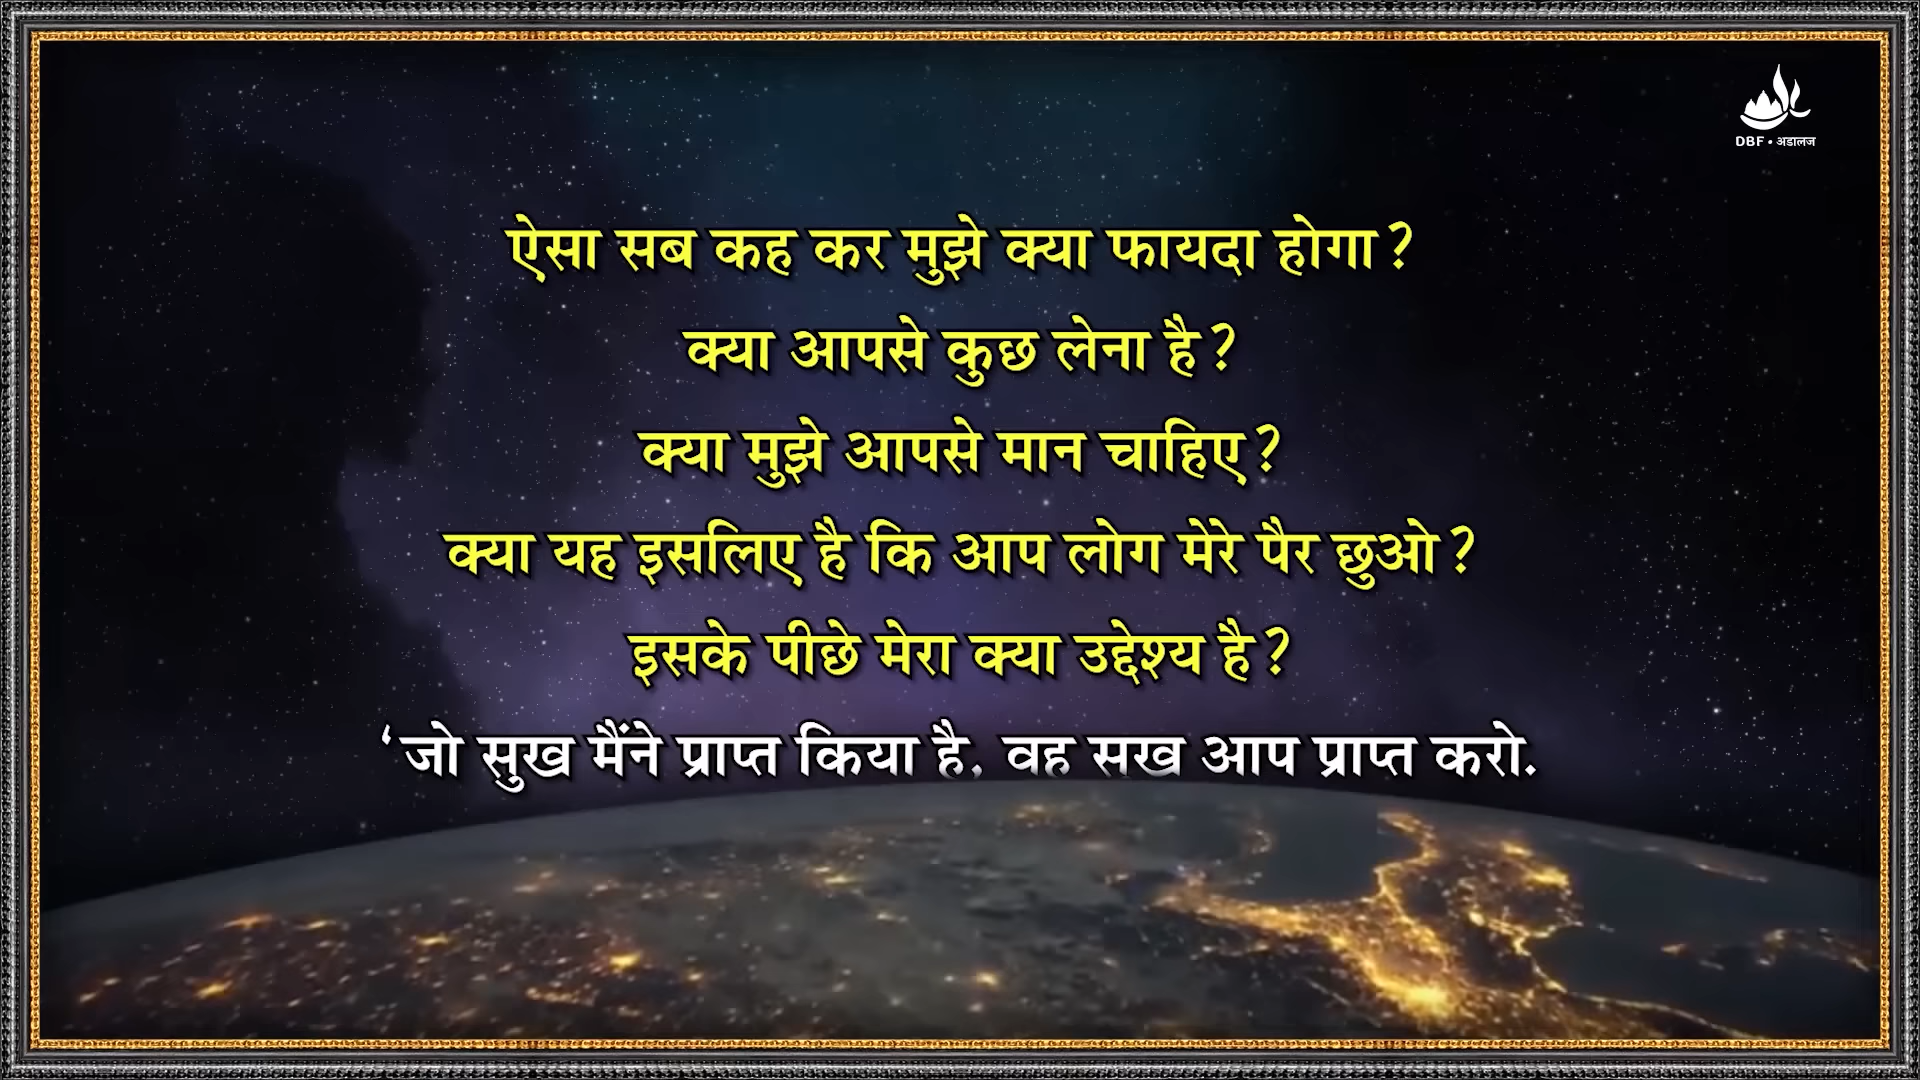 DBF • अडालज
ऐसा सब कह कर मुझे क्या फायदा होगा?
क्या आपसे कुछ लेना है?
क्या मुझे आपसे मान चाहिए?
क्या यह इसलिए है कि आप लोग मेरे पैर छुओ?
इसके पीछे मेरा क्या उद्देश्य है?
‘जो सुख मैंने प्राप्त किया है, वह सुख आप प्राप्त करो.